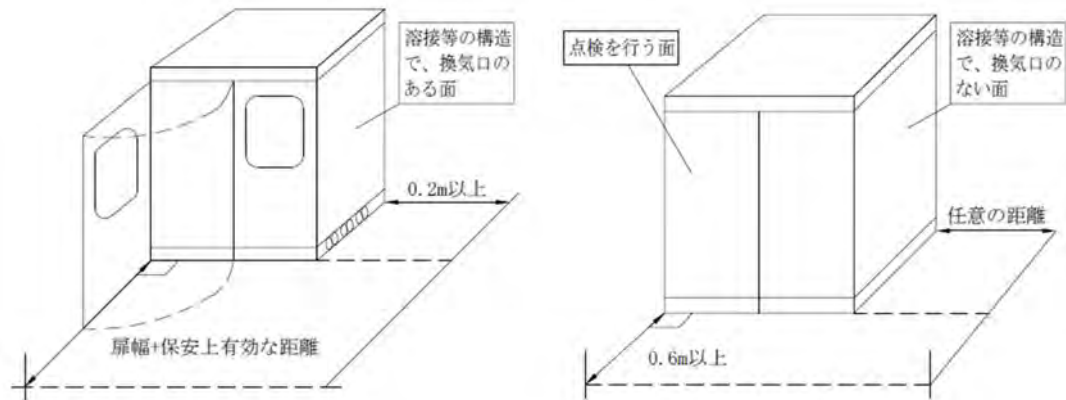 溶接等の構造
で、換気口の
ある面
0.2m以上
扉幅+保安上有効な距離
点検を行う面
溶接等の構造
で、換気口の
ない面
任意の距離
0.6m以上